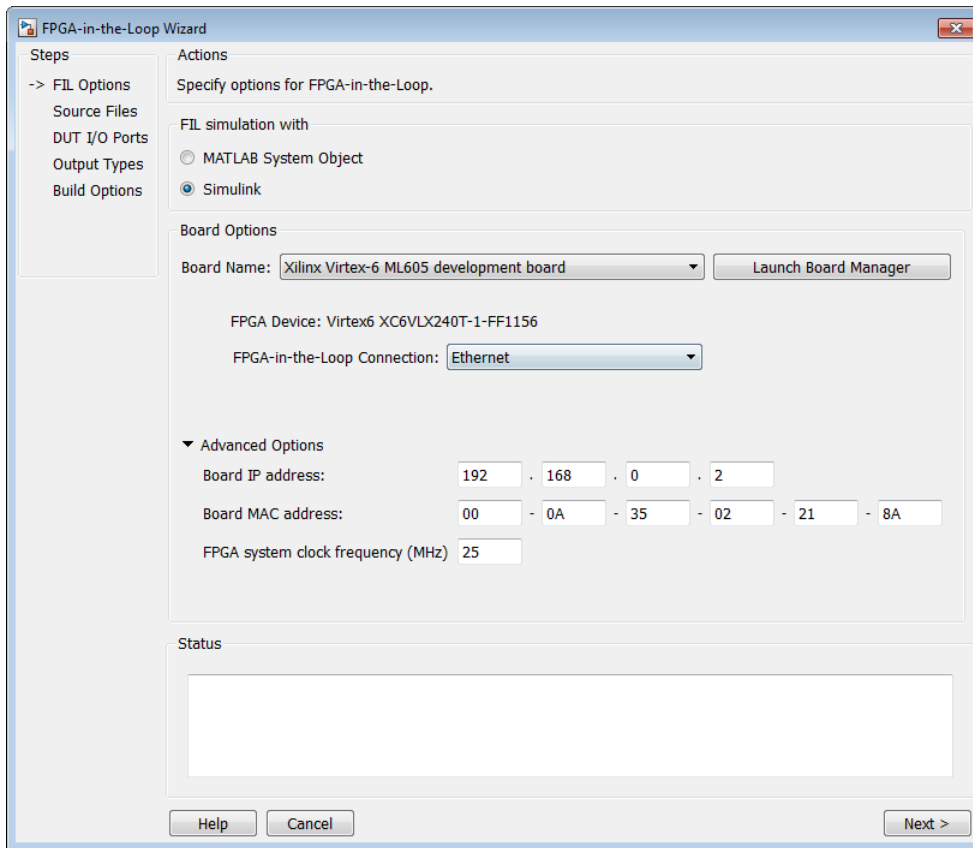 FPGA-in-the-Loop Wizard
Steps
-> FIL Options
Source Files
DUT I/O Ports
Output Types
Build Options
Actions
Specify options for FPGA-in-the-Loop.
FIL simulation with
MATLAB System Object
Simulink
Board Options
Board Name: Xilinx Virtex-6 ML605 development board Launch Board Manager
FPGA Device: Virtex6 XC6VLX240T-1-FF1156
FPGA-in-the-Loop Connection: Ethernet
Advanced Options
Board IP address: 192 . 168 . 0 . 2
Board MAC address: 00 - 0A - 35 - 02 - 21 - 8A
FPGA system clock frequency (MHz) 25
Status
Help Cancel Next >